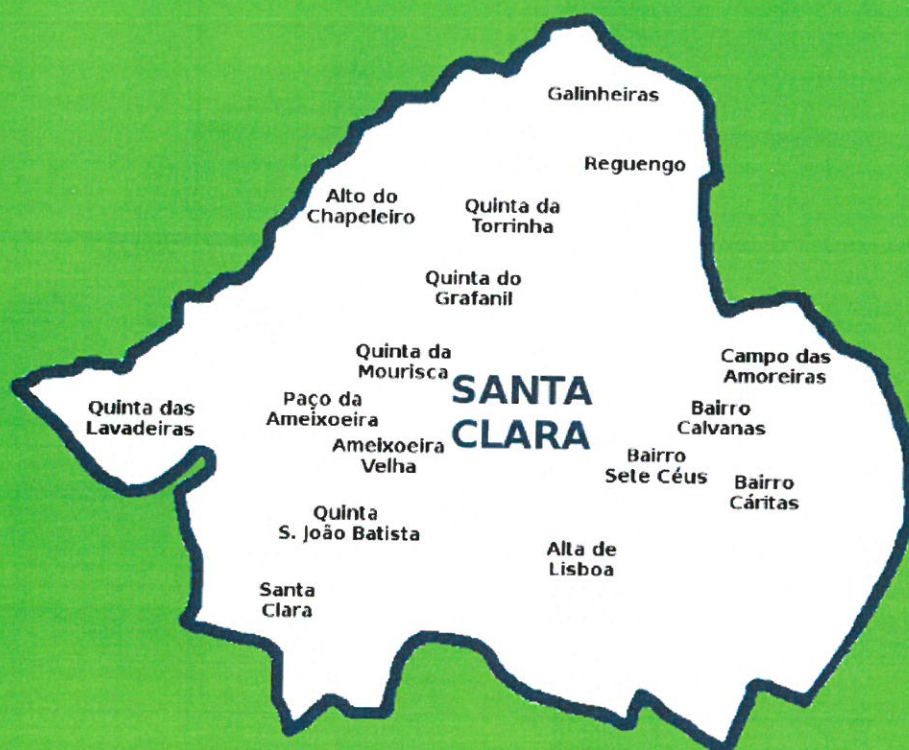 Galinheiras
Reguengo
Alto do
Chapeleiro
Quinta da
Torrinha
Quinta do
Grafanil
Quinta da
Mourisca
SANTA
CLARA
Campo das
Amoreiras
Quinta das
Lavadeiras
Paço da
Ameixoeira
Bairro
Calvanas
Ameixoeira
Velha
Bairro
Sete Céus
Bairro
Cáritas
Quinta
S. João Batista
Alta de
Lisboa
Santa
Clara